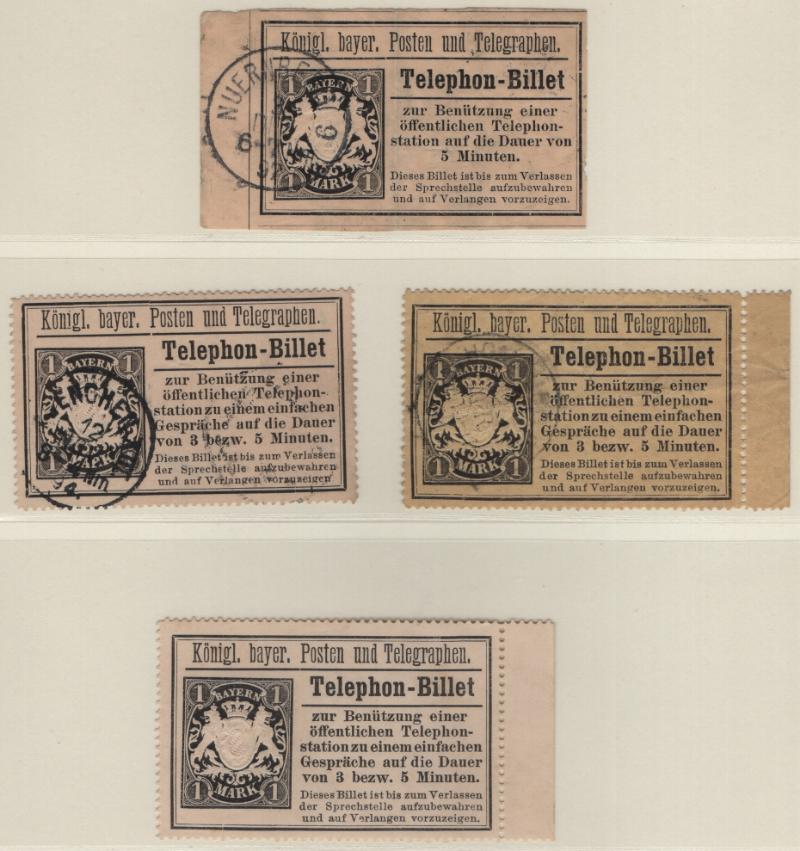 Königl. bayer. Posten und Telegraphen.
1 BAYERN 1
1 MARK 1
Telephon-Billet
zur Benützung einer
öffentlichen Telephon-
station auf die Dauer von
5 Minuten.
Dieses Billet ist bis zum Verlassen
der Sprechstelle aufzubewahren
und auf Verlangen vorzuzeigen.
Königl. bayer. Posten und Telegraphen.
1 BAYERN 1
1 MARK 1
Telephon-Billet
zur Benützung einer
öffentlichen Telephon-
station zu einem einfachen
Gespräche auf die Dauer
von 3 bezw. 5 Minuten.
Dieses Billet ist bis zum Verlassen
der Sprechstelle aufzubewahren
und auf Verlangen vorzuzeigen
12
Königl. bayer. Posten und Telegraphen.
1 BAYERN 1
1 MARK 1
Telephon-Billet
zur Benützung einer
öffentlichen Telephon-
station zu einem einfachen
Gespräche auf die Dauer
von 3 bezw. 5 Minuten.
Dieses Billet ist bis zum Verlassen
der Sprechstelle aufzubewahren
und auf Verlangen vorzuzeigen.
Königl. bayer. Posten und Telegraphen.
1 BAYERN 1
1 MARK 1
Telephon-Billet
zur Benützung einer
öffentlichen Telephon-
station zu einem einfachen
Gespräche auf die Dauer
von 3 bezw. 5 Minuten.
Dieses Billet ist bis zum Verlassen
der Sprechstelle aufzubewahren
und auf Verlangen vorzuzeigen.